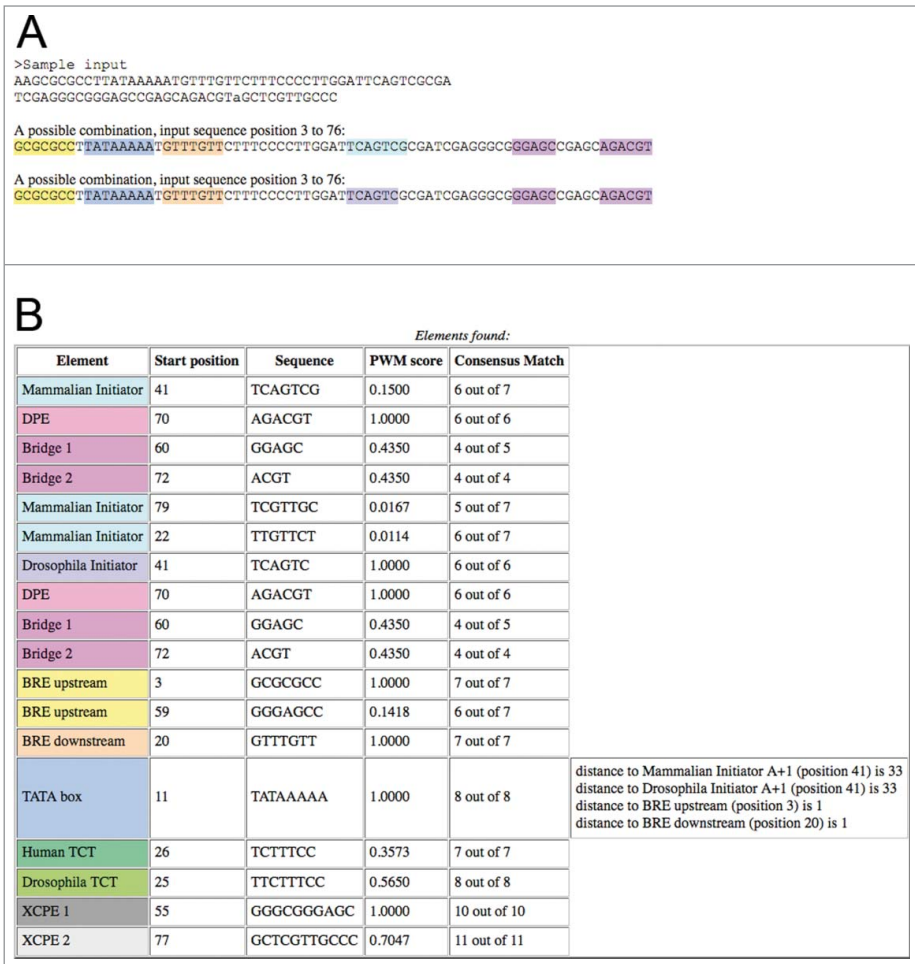 A
>Sample input
AAGCGCGCCTTATAAAAATGTTTGTTCTTTCCCCTTGGATTCAGTCGCGA
TCGAGGGCGGGAGCCGAGCAGACGTaGCTCGTTGCCC
A possible combination, input sequence position 3 to 76:
GCGCGCCTTATAAAAATGTTTGTTCTTTCCCCTTGGATTCAGTCGCGATCGAGGGCGGGAGCCGAGCAGACGT
A possible combination, input sequence position 3 to 76:
GCGCGCCTTATAAAAATGTTTGTTCTTTCCCCTTGGATTCAGTCGCGATCGAGGGCGGGAGCCGAGCAGACGT
B
Elements found:
Element Start position Sequence PWM score Consensus Match
Mammalian Initiator 41 TCAGTCG 0.1500 6 out of 7
DPE 70 AGACGT 1.0000 6 out of 6
Bridge 1 60 GGAGC 0.4350 4 out of 5
Bridge 2 72 ACGT 0.4350 4 out of 4
Mammalian Initiator 79 TCGTTGC 0.0167 5 out of 7
Mammalian Initiator 22 TTGTTCT 0.0114 6 out of 7
Drosophila Initiator 41 TCAGTC 1.0000 6 out of 6
DPE 70 AGACGT 1.0000 6 out of 6
Bridge 1 60 GGAGC 0.4350 4 out of 5
Bridge 2 72 ACGT 0.4350 4 out of 4
BRE upstream 3 GCGCGCC 1.0000 7 out of 7
BRE upstream 59 GGGAGCC 0.1418 6 out of 7
BRE downstream 20 GTTTGTT 1.0000 7 out of 7
TATA box 11 TATAAAAA 1.0000 8 out of 8
distance to Mammalian Initiator A+1 (position 41) is 33
distance to Drosophila Initiator A+1 (position 41) is 33
distance to BRE upstream (position 3) is 1
distance to BRE downstream (position 20) is 1
Human TCT 26 TCTTTCC 0.3573 7 out of 7
Drosophila TCT 25 TTCTTTCC 0.5650 8 out of 8
XCPE 1 55 GGGCGGGAGC 1.0000 10 out of 10
XCPE 2 77 GCTCGTTGCCC 0.7047 11 out of 11